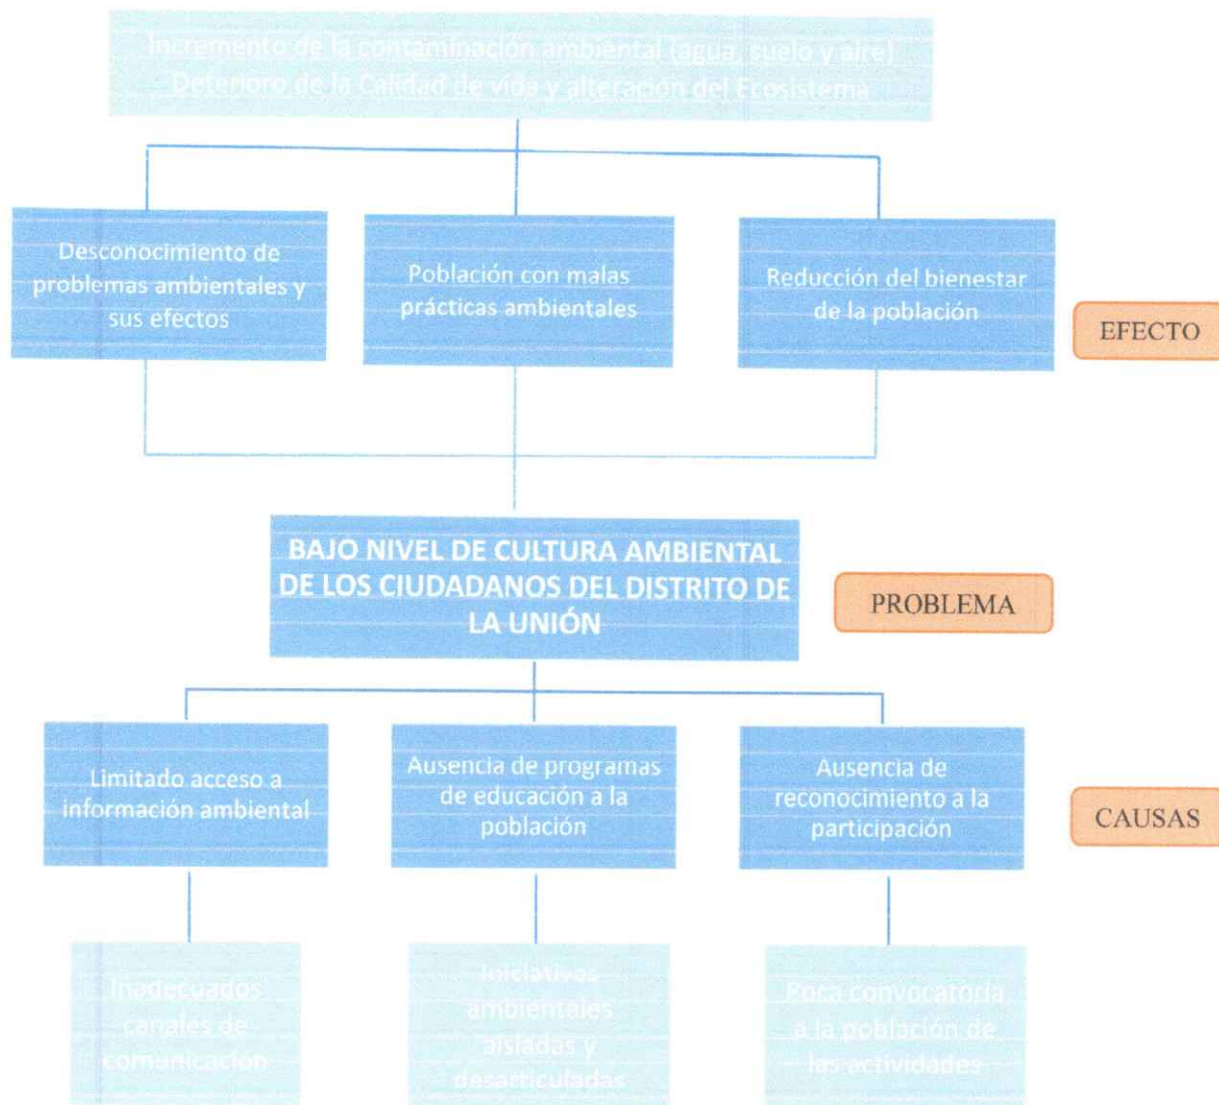 Incremento de la contaminación ambiental (agua, suelo y aire)
Deterioro de la Calidad de vida y alteración del Ecosistema
Desconocimiento de
problemas ambientales y
sus efectos
Población con malas
prácticas ambientales
Reducción del bienestar
de la población
EFECTO
BAJO NIVEL DE CULTURA AMBIENTAL
DE LOS CIUDADANOS DEL DISTRITO DE
LA UNIÓN
PROBLEMA
Limitado acceso a
información ambiental
Ausencia de programas
de educación a la
población
Ausencia de
reconocimiento a la
participación
CAUSAS
Inadecuados
canales de
comunicación
Iniciativas
ambientales
aisladas y
desarticuladas
Poca convocatoria
a la población de
las actividades